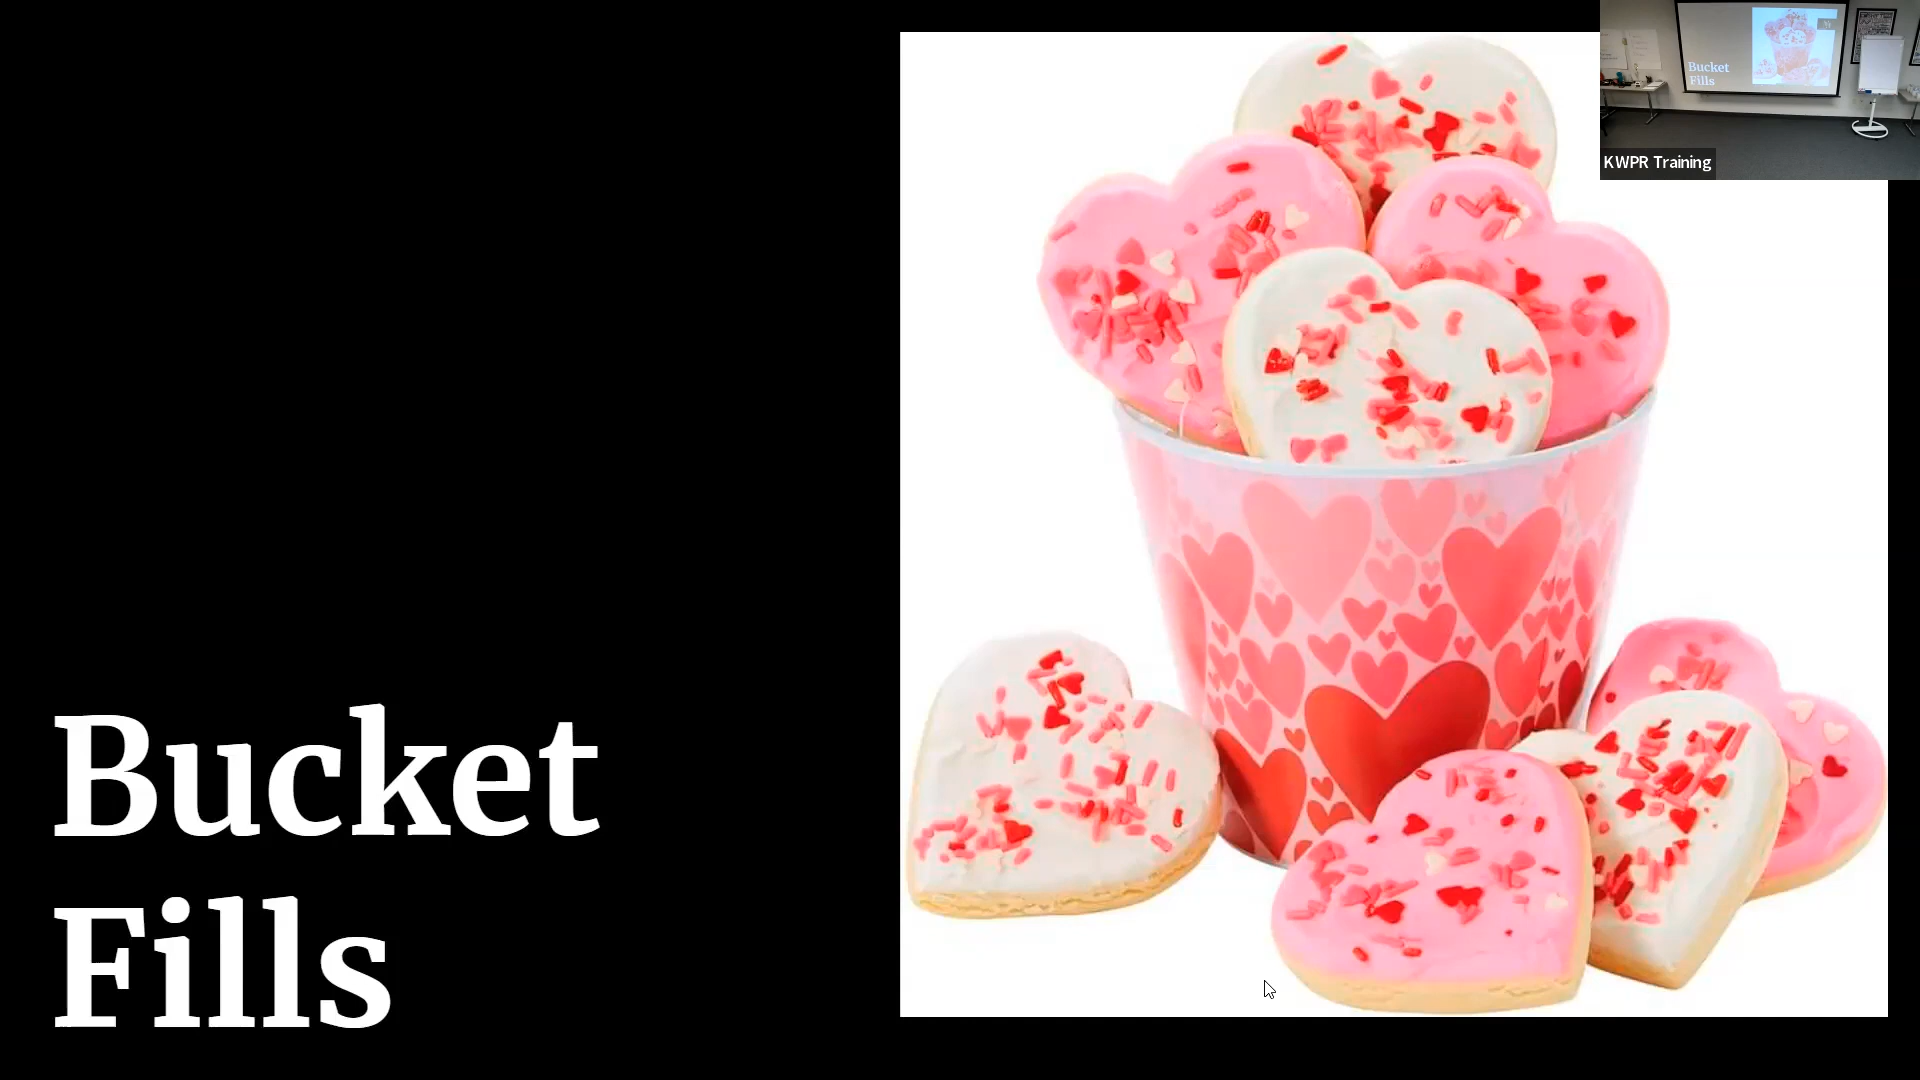 Bucket
Fills
Bucket
Fills
KWPR Training